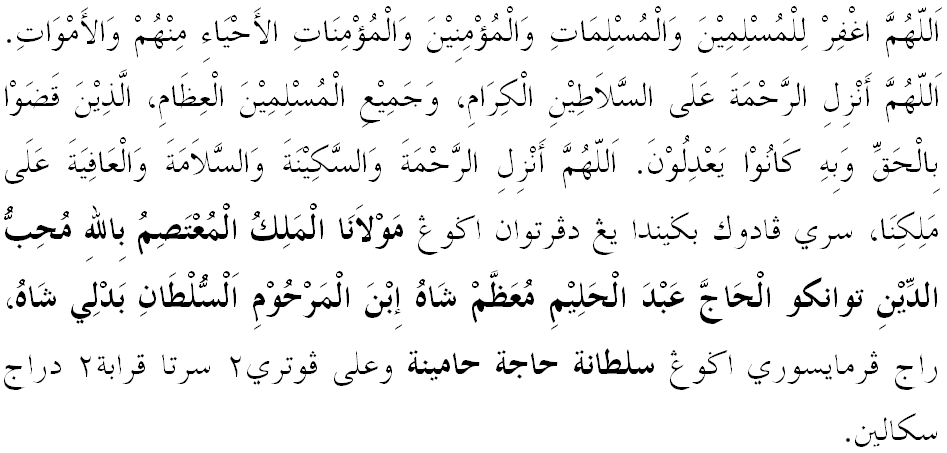 اَللّهُمَّ اغْفِرْ لِلْمُسْلِمِيْنَ وَالْمُسْلِمَاتِ وَالْمُؤْمِنِيْنَ وَالْمُؤْمِنَاتِ الأَحْيَاءِ مِنْهُمْ وَالأَمْوَاتِ.
اَللّهُمَّ أَنْزِلِ الرَّحْمَةَ عَلَى السَّلاَطِيْنِ الْكِرَامِ، وَجَمِيْعِ الْمُسْلِمِيْنَ الْعِظَامِ، الَّذِيْنَ قَضَوْا
بِالْحَقِّ وَبِهِ كَانُوْا يَعْدِلُوْنَ. اَللّهُمَّ أَنْزِلِ الرَّحْمَةَ وَالسَّكِيْنَةَ وَالسَّلاَمَةَ وَالْعَافِيَةَ عَلَى
مَلِكِنَا، سري ڤادوك بݢيندا يڠ دڤرتوان اݢوڠ مَوْلاَنَا الْمَلِكُ الْمُعْتَصِمُ بِاللهِ مُحِبُّ
الدِّيْنِ توانكو الْحَاجَّ عَبْدَ الْحَلِيْمِ مُعَظَّمْ شَاهُ إِبْنَ الْمَرْحُوْمِ اَلْسُّلْطَانِ بَدْلِي شَاهُ،
راج ڤرمايسوري اݢوڠ سلطانة حاجة حامينة وعلى ڤوتري٢ سرتا قرابة٢ دراج
سكالين.